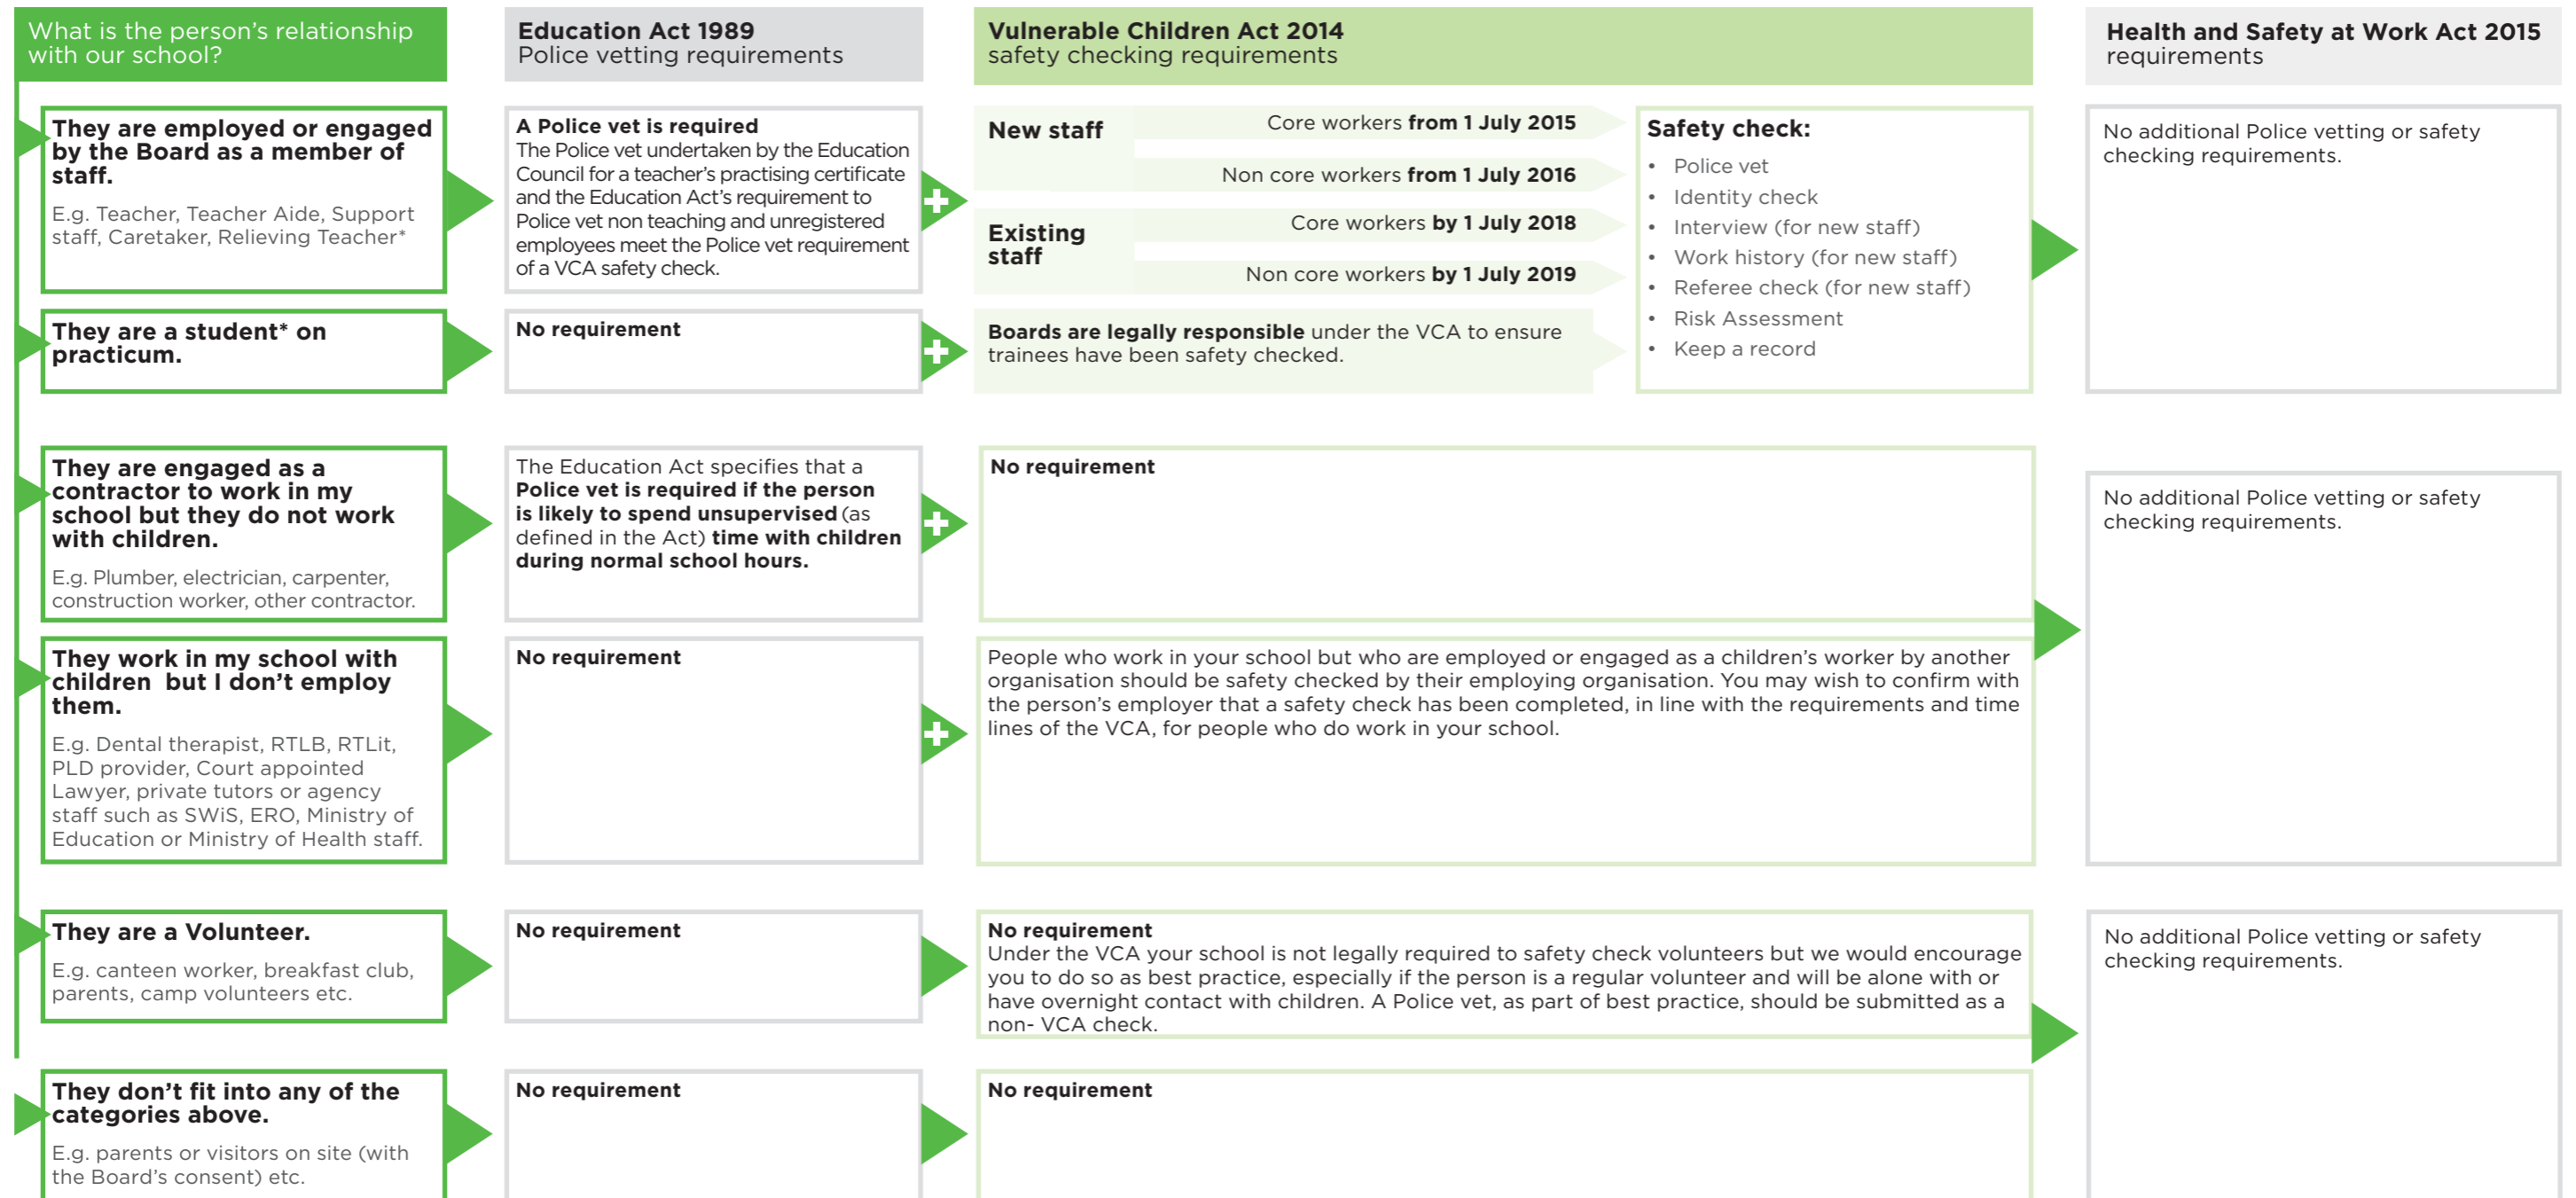 What is the person's relationship
with our school?
Education Act 1989
Police vetting requirements
Vulnerable Children Act 2014
safety checking requirements
Health and Safety at Work Act 2015
requirements
They are employed or engaged
by the Board as a member of
staff.
E.g. Teacher, Teacher Aide, Support
staff, Caretaker, Relieving Teacher*
A Police vet is required
The Police vet undertaken by the Education
Council for a teacher's practising certificate
and the Education Act's requirement to
Police vet non teaching and unregistered
employees meet the Police vet requirement
of a VCA safety check.
New staff
Core workers from 1 July 2015
Non core workers from 1 July 2016
Existing
staff
Core workers by 1 July 2018
Non core workers by 1 July 2019
Safety check:
• Police vet
• Identity check
• Interview (for new staff)
• Work history (for new staff)
• Referee check (for new staff)
• Risk Assessment
• Keep a record
No additional Police vetting or safety
checking requirements.
They are a student* on
practicum.
No requirement
Boards are legally responsible under the VCA to ensure
trainees have been safety checked.
They are engaged as a
contractor to work in my
school but they do not work
with children.
E.g. Plumber, electrician, carpenter,
construction worker, other contractor.
The Education Act specifies that a
Police vet is required if the person
is likely to spend unsupervised (as
defined in the Act) time with children
during normal school hours.
No requirement
No additional Police vetting or safety
checking requirements.
They work in my school with
children but I don't employ
them.
E.g. Dental therapist, RTLB, RTLit,
PLD provider, Court appointed
Lawyer, private tutors or agency
staff such as SWiS, ERO, Ministry of
Education or Ministry of Health staff.
No requirement
People who work in your school but who are employed or engaged as a children's worker by another
organisation should be safety checked by their employing organisation. You may wish to confirm with
the person's employer that a safety check has been completed, in line with the requirements and time
lines of the VCA, for people who do work in your school.
They are a Volunteer.
E.g. canteen worker, breakfast club,
parents, camp volunteers etc.
No requirement
No requirement
Under the VCA your school is not legally required to safety check volunteers but we would encourage
you to do so as best practice, especially if the person is a regular volunteer and will be alone with or
have overnight contact with children. A Police vet, as part of best practice, should be submitted as a
non- VCA check.
No additional Police vetting or safety
checking requirements.
They don't fit into any of the
categories above.
E.g. parents or visitors on site (with
the Board's consent) etc.
No requirement
No requirement